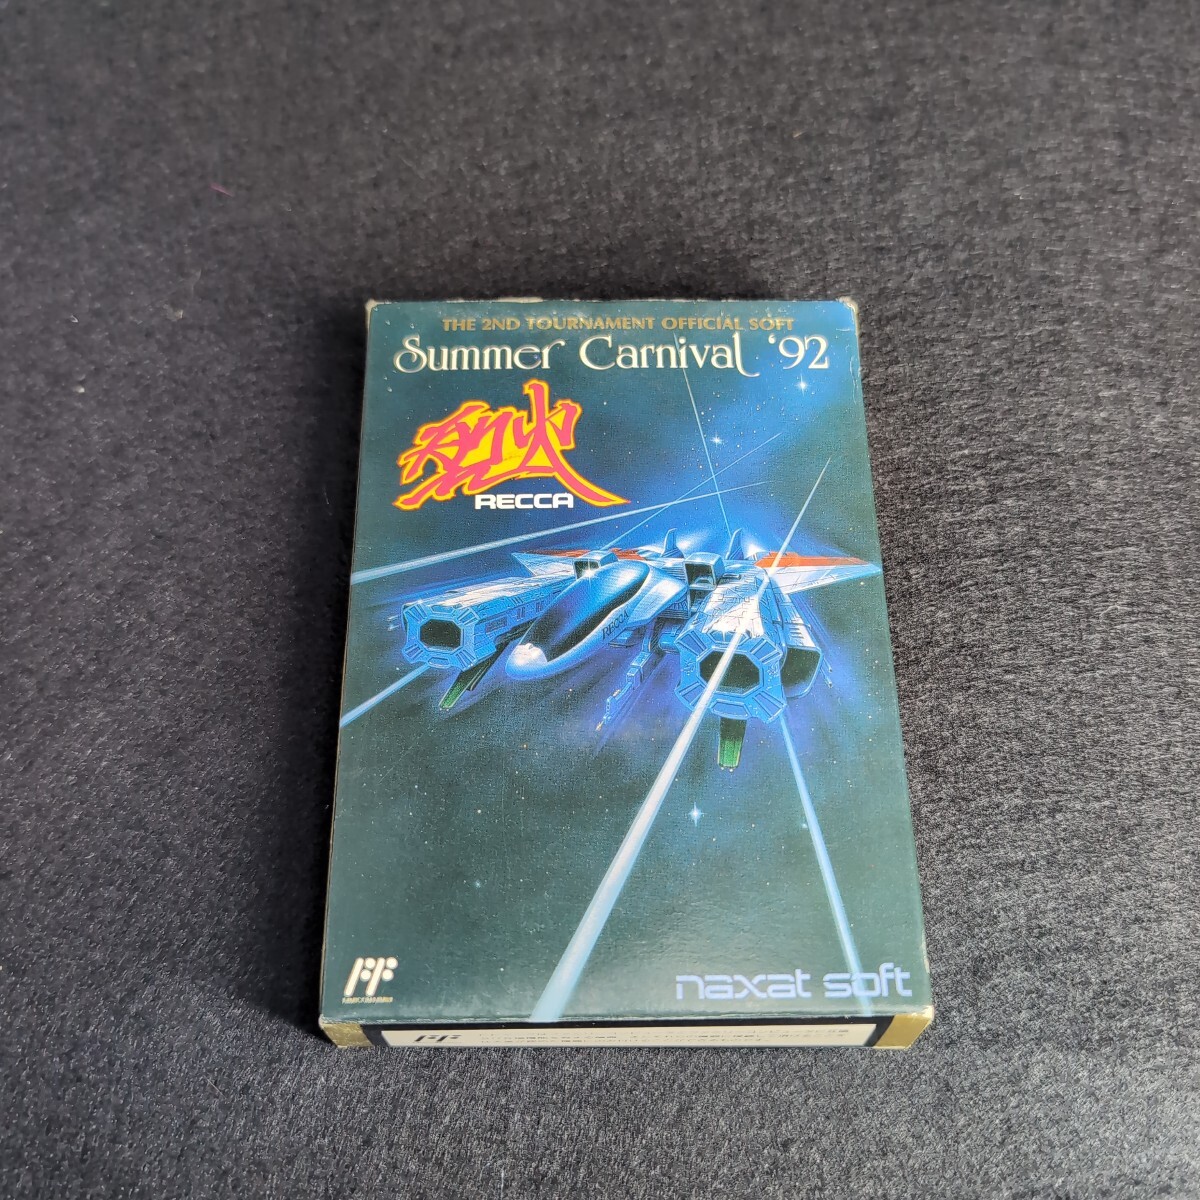 THE 2ND TOURNAMENT OFFICIAL SOFT
Summer Carnival '92
烈火
RECCA
RECCA
naxat soft